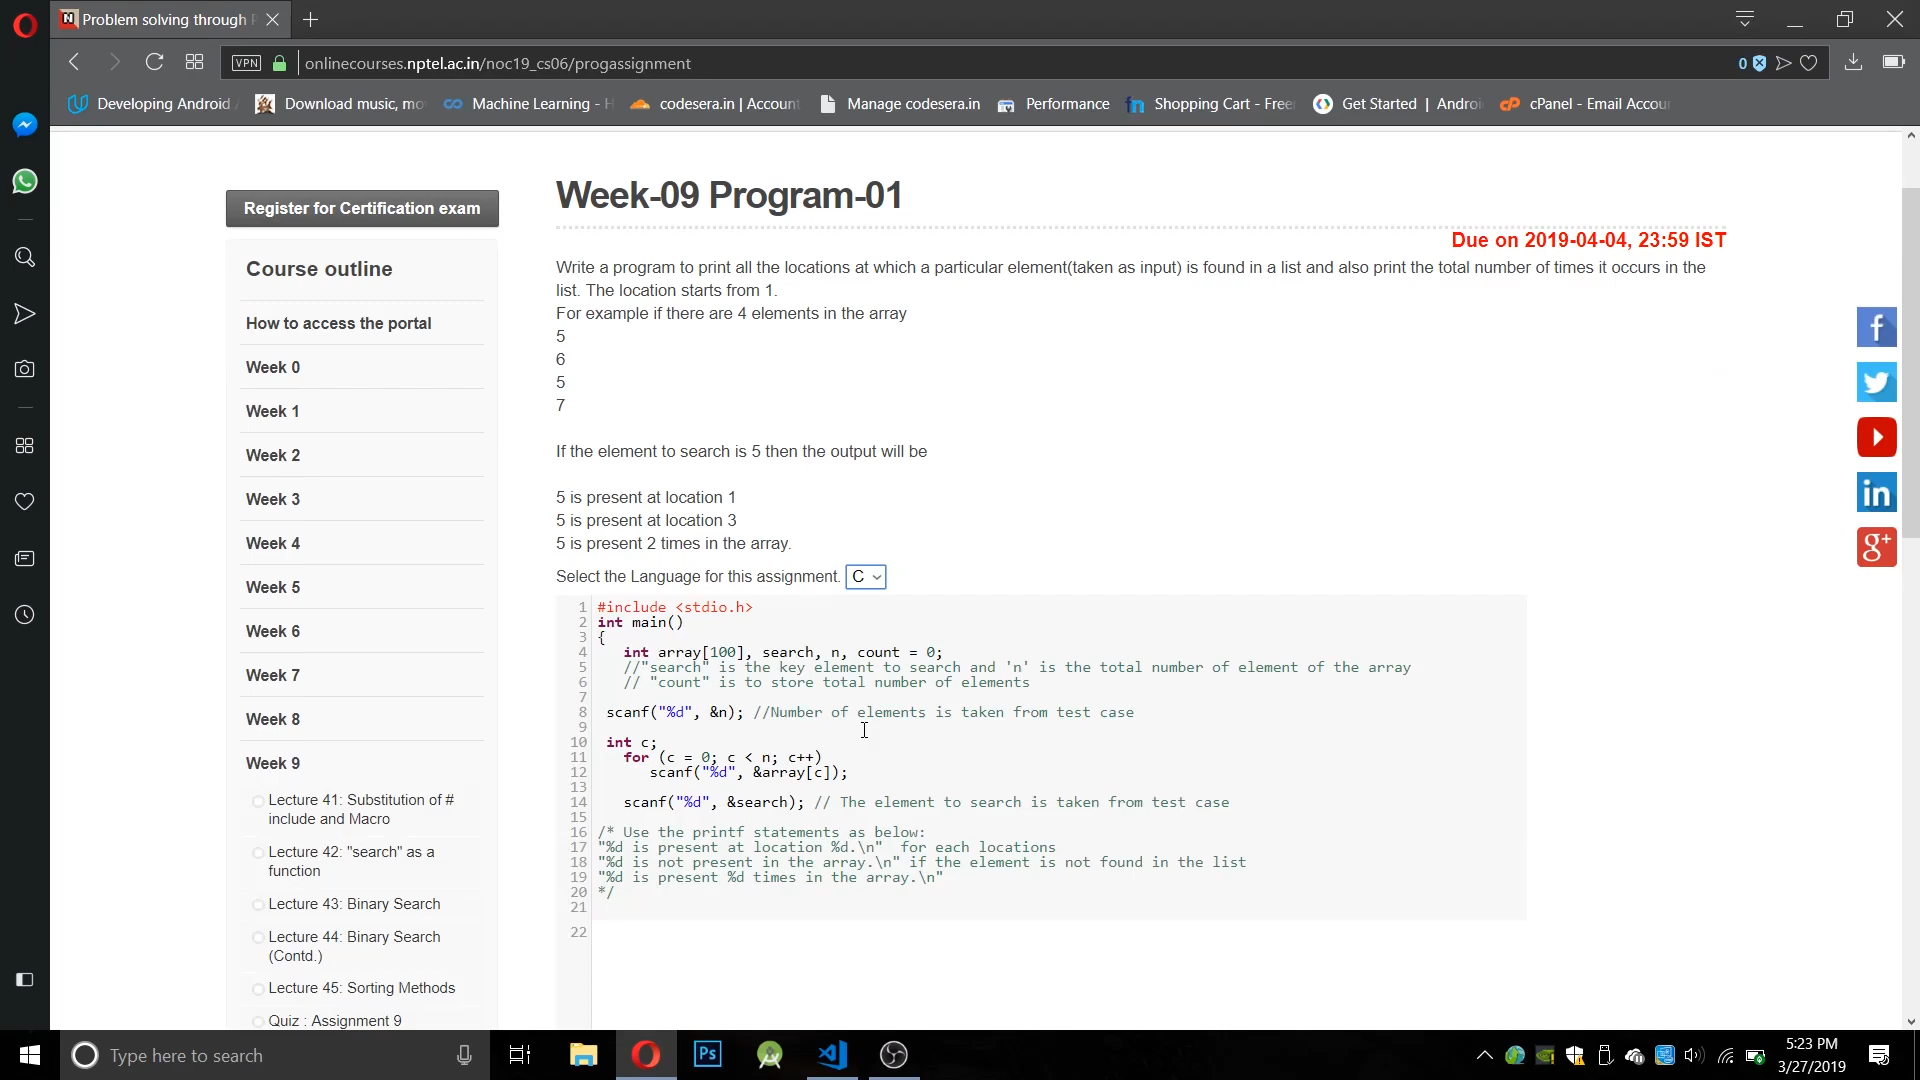 Problem solving through P
VPN
onlinecourses.nptel.ac.in/noc19_cs06/progassignment
0
Developing Android A
Download music, mo
Machine Learning - H
codesera.in | Account
Manage codesera.in
Performance
Shopping Cart - Free
Get Started | Androi
cPanel - Email Accou
Register for Certification exam
Course outline
How to access the portal
Week 0
Week 1
Week 2
Week 3
Week 4
Week 5
Week 6
Week 7
Week 8
Week 9
Lecture 41: Substitution of #
include and Macro
Lecture 42: "search" as a
function
Lecture 43: Binary Search
Lecture 44: Binary Search
(Contd.)
Lecture 45: Sorting Methods
Quiz : Assignment 9
Week-09 Program-01
Due on 2019-04-04, 23:59 IST
Write a program to print all the locations at which a particular element(taken as input) is found in a list and also print the total number of times it occurs in the
list. The location starts from 1.
For example if there are 4 elements in the array
5
6
5
7
If the element to search is 5 then the output will be
5 is present at location 1
5 is present at location 3
5 is present 2 times in the array.
Select the Language for this assignment. C
1 #include <stdio.h>
2 int main()
3 {
4 int array[100], search, n, count = 0;
5 //"search" is the key element to search and 'n' is the total number of element of the array
6 // "count" is to store total number of elements
7
8 scanf("%d", &n); //Number of elements is taken from test case
9
10 int c;
11 for (c = 0; c < n; c++)
12 scanf("%d", &array[c]);
13
14 scanf("%d", &search); // The element to search is taken from test case
15
16 /* Use the printf statements as below:
17 "%d is present at location %d.\n" for each locations
18 "%d is not present in the array.\n" if the element is not found in the list
19 "%d is present %d times in the array.\n"
20 */
21
22
f
in
g+
Type here to search
Ps
5:23 PM
3/27/2019